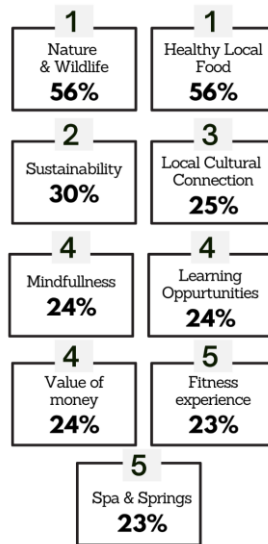 1
Nature
& Wildlife
56%
1
Healthy Local
Food
56%
2
Sustainability
30%
3
Local Cultural
Connection
25%
4
Mindfullness
24%
4
Learning
Oppurtunities
24%
4
Value of
money
24%
5
Fitness
experience
23%
5
Spa & Springs
23%